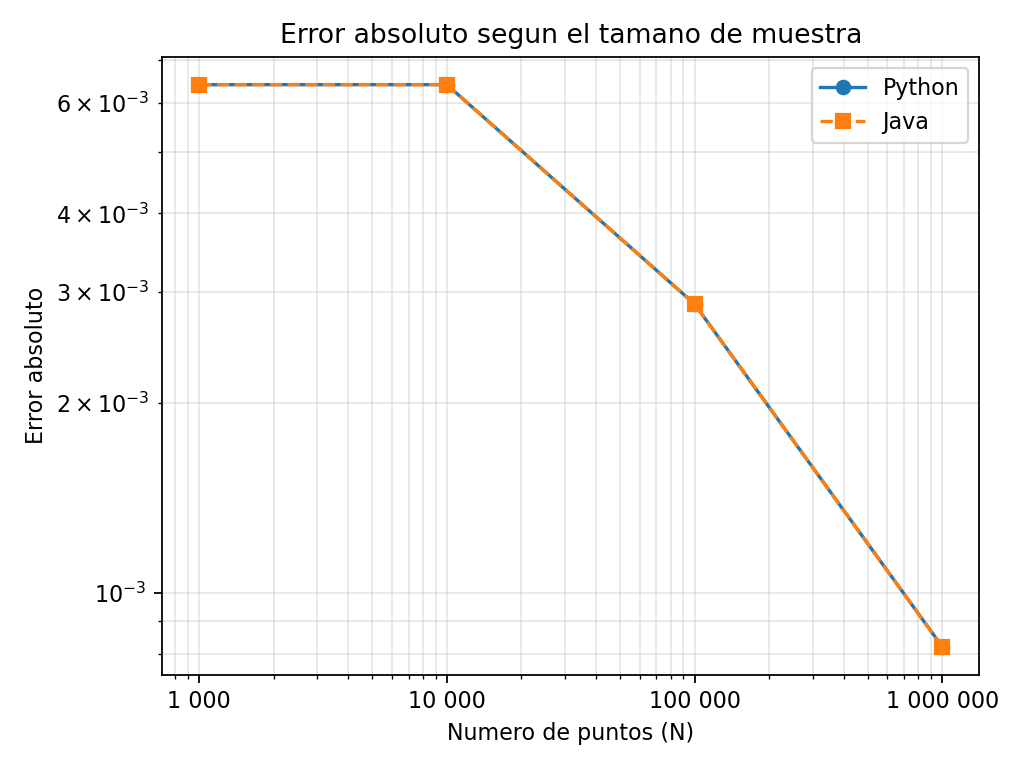 Error absoluto segun el tamano de muestra
Python
Java
6 × 10⁻³
4 × 10⁻³
3 × 10⁻³
2 × 10⁻³
10⁻³
Error absoluto
1 000 10 000 100 000 1 000 000
Numero de puntos (N)